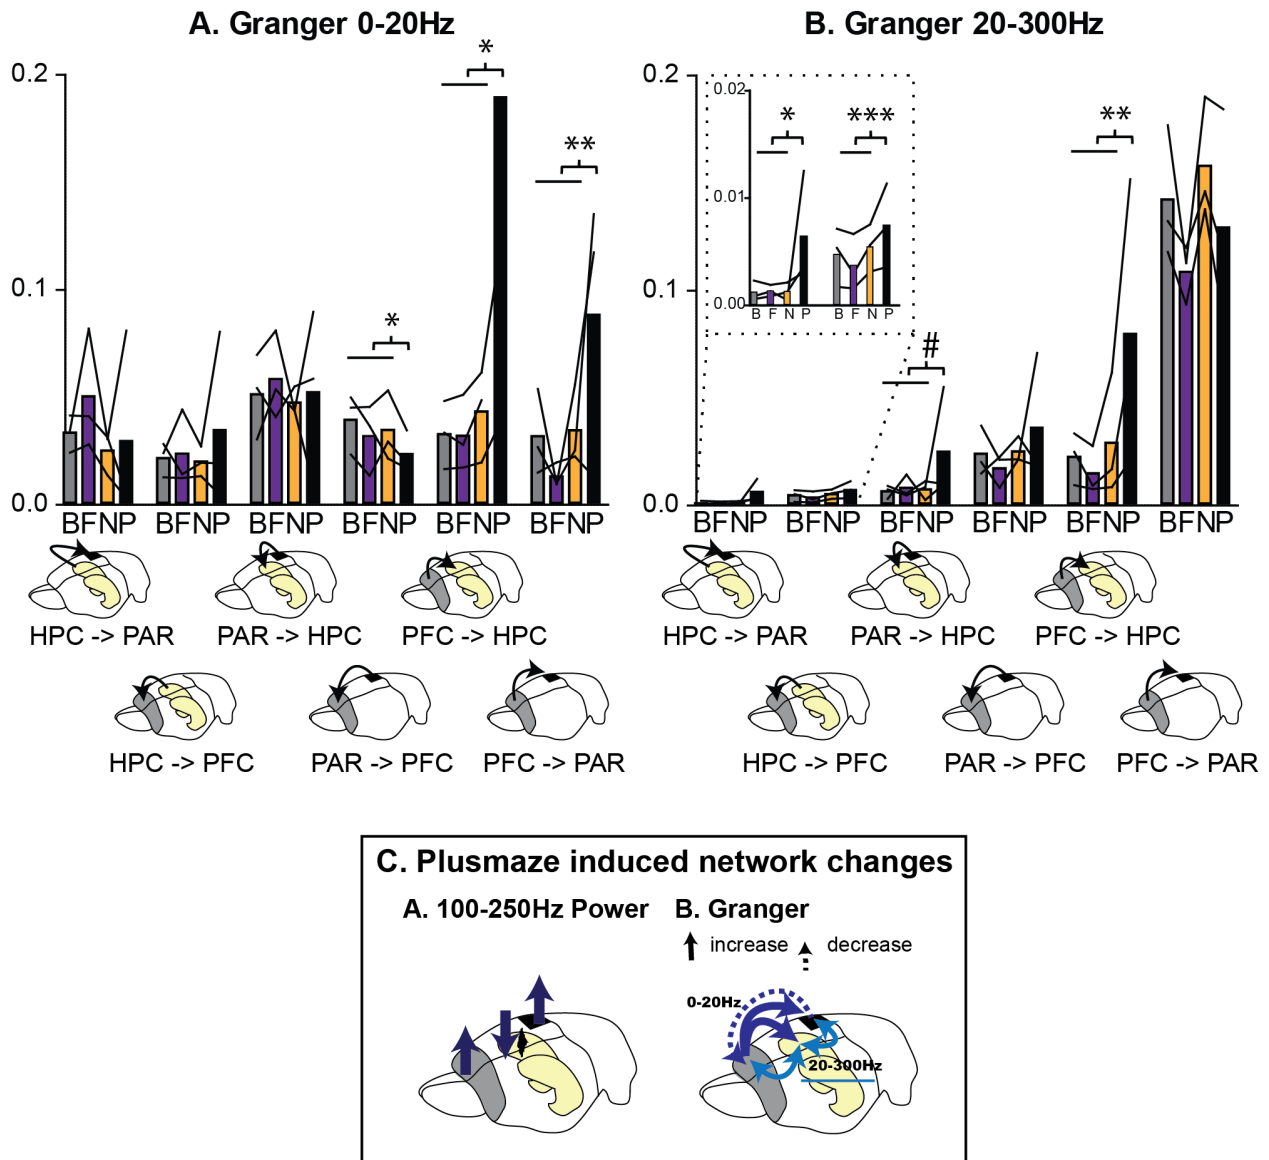 A. Granger 0-20Hz
0.2
0.1
0.0
*
**
*
BFNP BFNP BFNP BFNP BFNP BFNP
HPC -> PAR PAR -> HPC PFC -> HPC
HPC -> PFC PAR -> PFC PFC -> PAR
B. Granger 20-300Hz
0.2
0.1
0.0
0.02
0.01
0.00
* ***
B F N P B F N P
**
#
BFNP BFNP BFNP BFNP BFNP BFNP
HPC -> PAR PAR -> HPC PFC -> HPC
HPC -> PFC PAR -> PFC PFC -> PAR
C. Plusmaze induced network changes
A. 100-250Hz Power
B. Granger
increase decrease
0-20Hz
20-300Hz